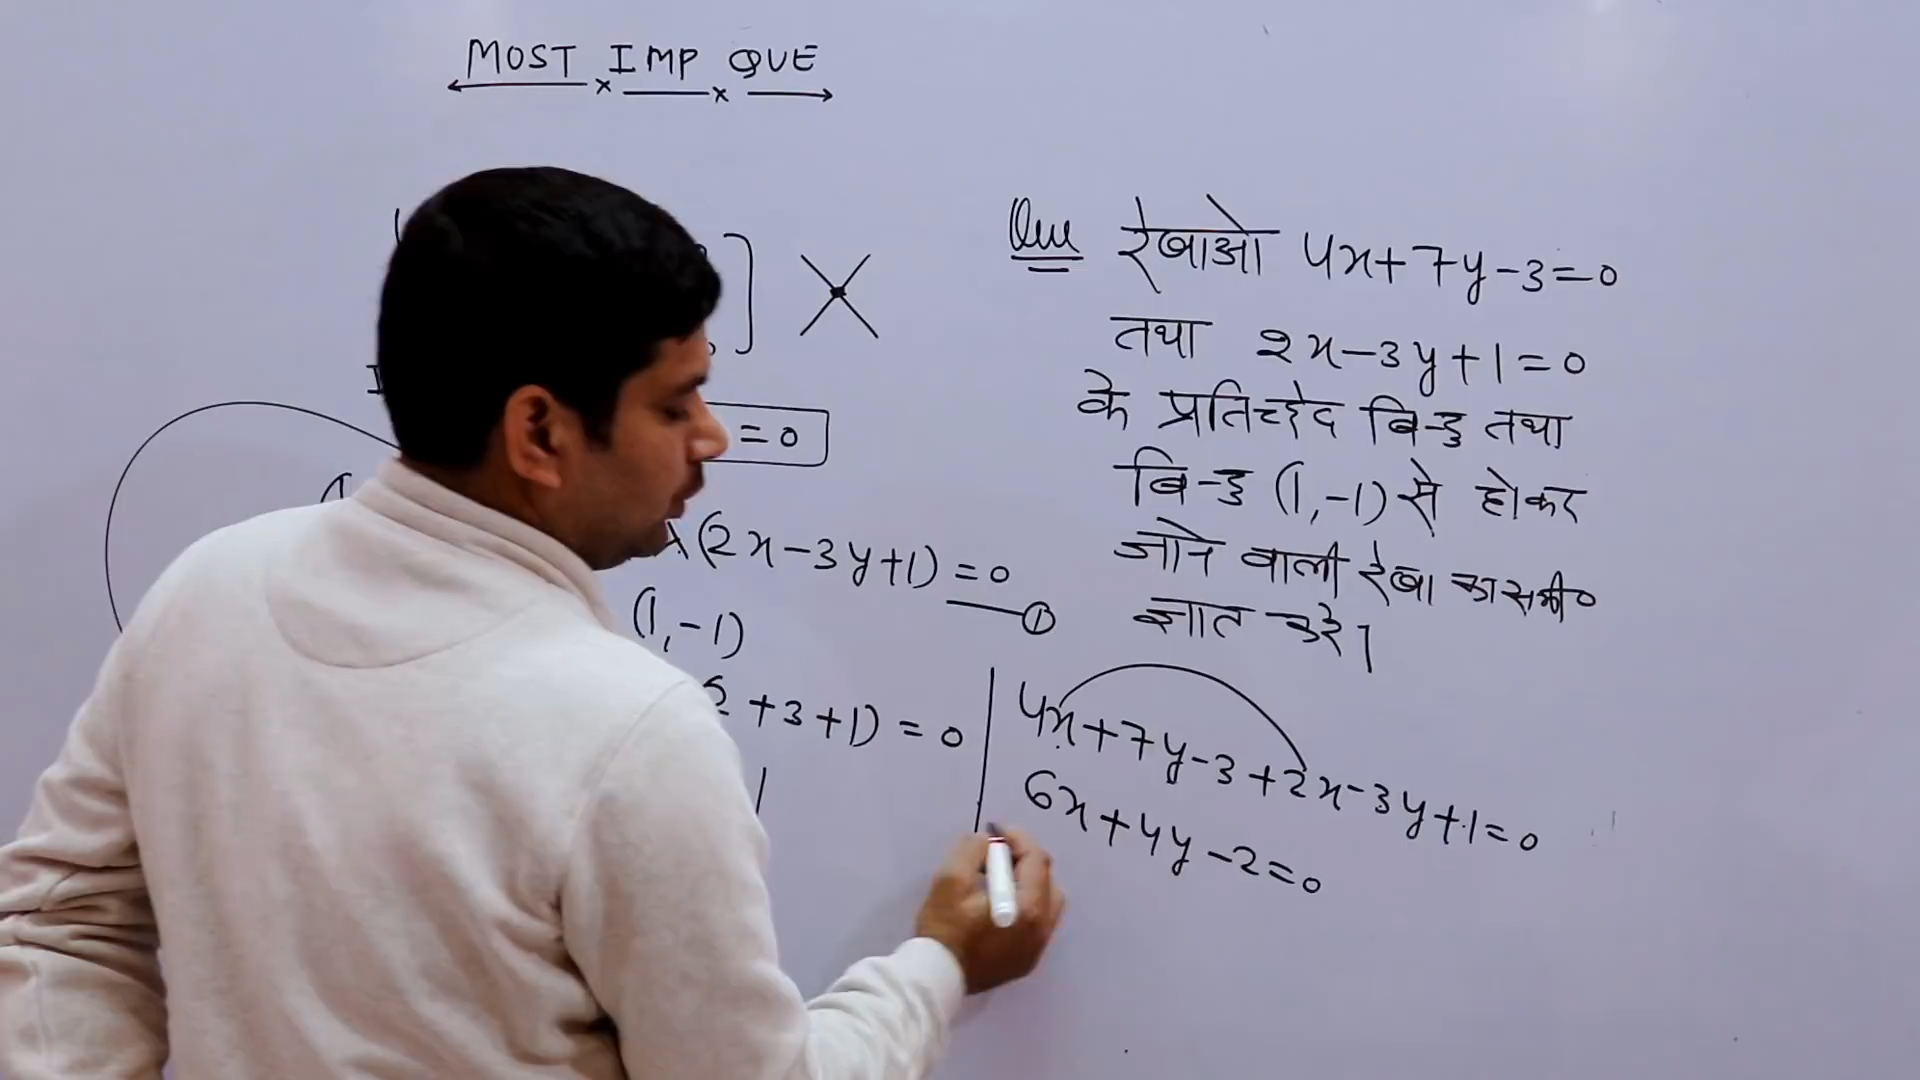 MOST IMP QUE
= 0
(2x-3y+1) = 0
①
(1,-1)
+3+1) = 0
Que रेखाओ 4x+7y-3=0
तथा 2x-3y+1=0
के प्रतिच्छेद बिन्दु तथा
बिन्दु (1,-1) से होकर
जाने वाली रेखा का समी०
ज्ञात करे।
4x+7y-3+2x-3y+1=0
6x+4y-2=0